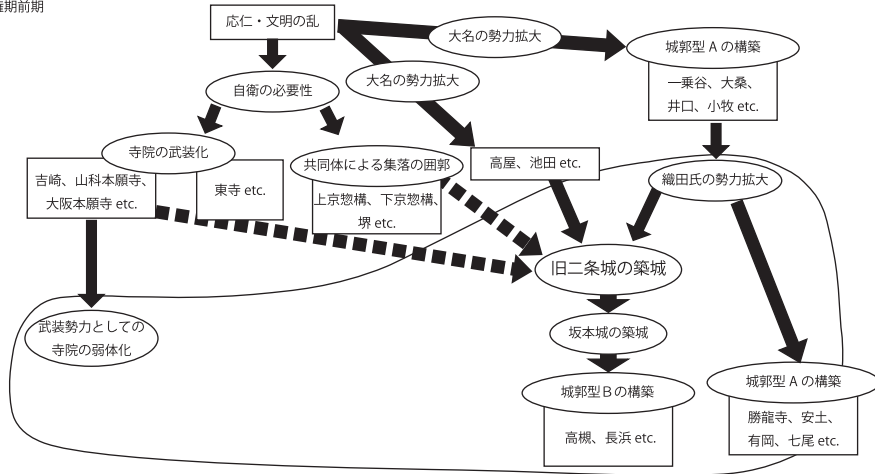 応仁・文明の乱
大名の勢力拡大
城郭型Aの構築
一乗谷、大桑、
井口、小牧 etc.
大名の勢力拡大
自衛の必要性
寺院の武装化
吉崎、山科本願寺、
大阪本願寺 etc.
東寺 etc.
共同体による集落の囲郭
上京惣構、下京惣構、
堺 etc.
高屋、池田 etc.
織田氏の勢力拡大
旧二条城の築城
武装勢力としての
寺院の弱体化
坂本城の築城
城郭型Bの構築
高槻、長浜 etc.
城郭型Aの構築
勝龍寺、安土、
有岡、七尾 etc.